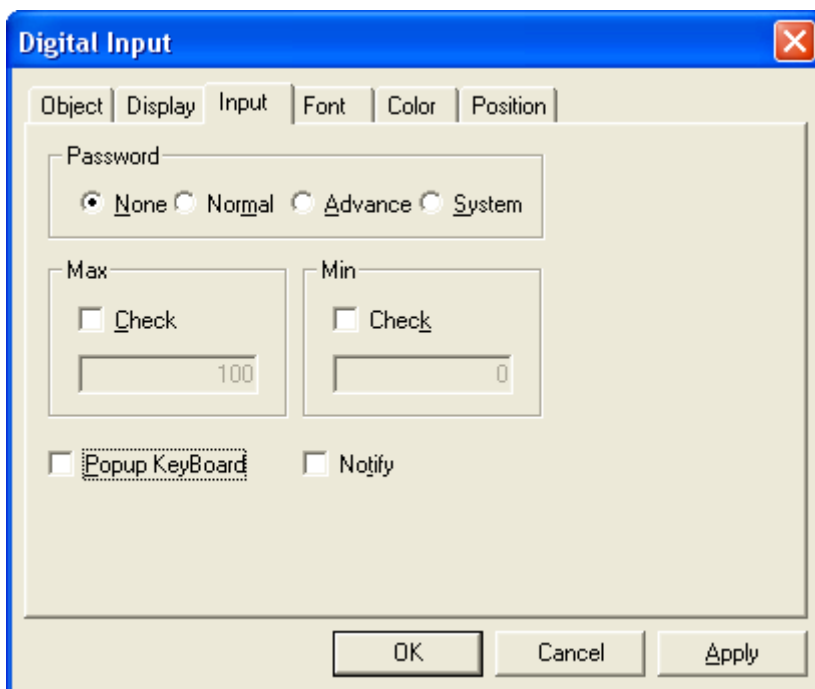 Digital Input
Object Display Input Font Color Position
Password
None Normal Advance System
Max Min
Check Check
100 0
Popup KeyBoard Notify
OK Cancel Apply